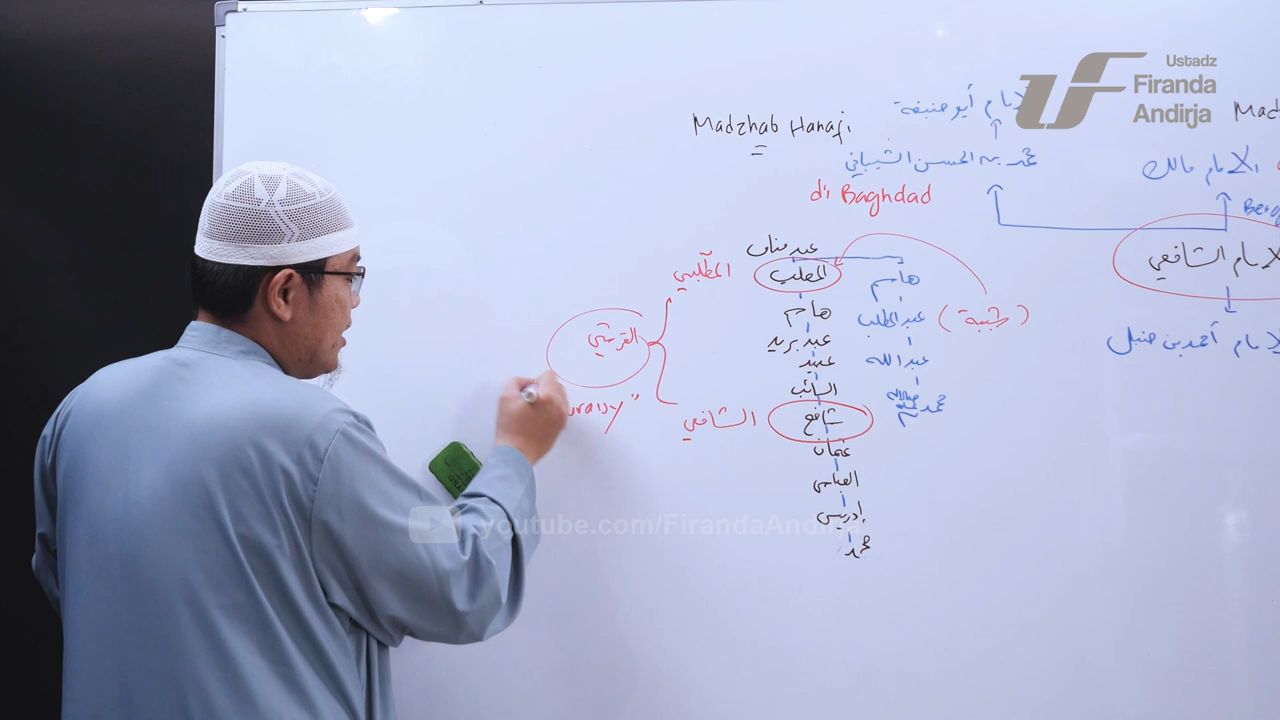 Ustadz
Firanda
Andirja
الإمام أبو حنيفة
Madzhab Hanafi
محمد بن الحسن الشيباني
الإمام مالك
di Baghdad
عبد مناف
المطلبي
المطلب
هاشم
الإمام الشافعي
هاشم
عبد المطلب
(شيبة)
القرشي
عبد يزيد
عبيد
عبد الله
الإمام أحمد بن حنبل
السائب
محمد صلى الله عليه وسلم
الشافعي
شافع
عثمان
العباس
إدريس
youtube.com/FirandaAndirja
محمد